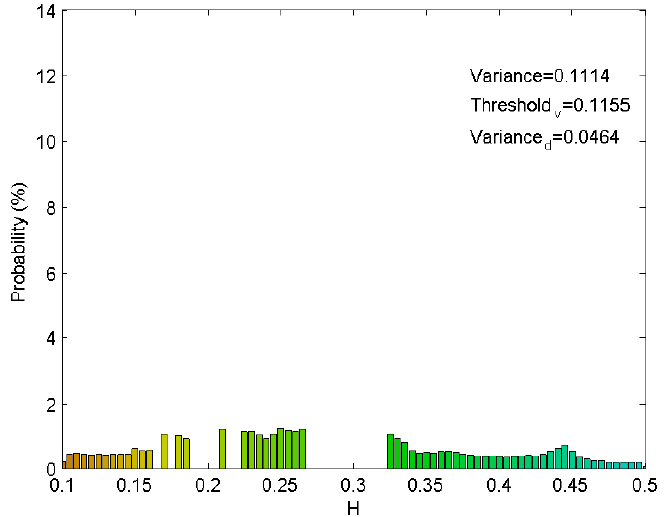 14
12
10
8
6
4
2
0
Probability (%)
Variance=0.1114
Threshold_v=0.1155
Variance_d=0.0464
0.1 0.15 0.2 0.25 0.3 0.35 0.4 0.45 0.5
H